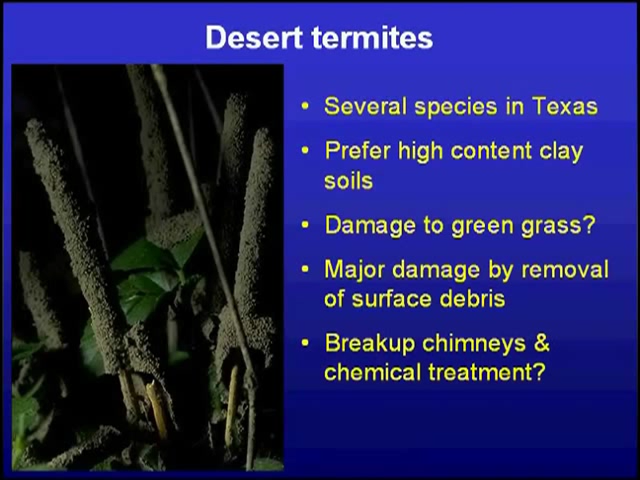 Desert termites
• Several species in Texas
• Prefer high content clay
soils
• Damage to green grass?
• Major damage by removal
of surface debris
• Breakup chimneys &
chemical treatment?